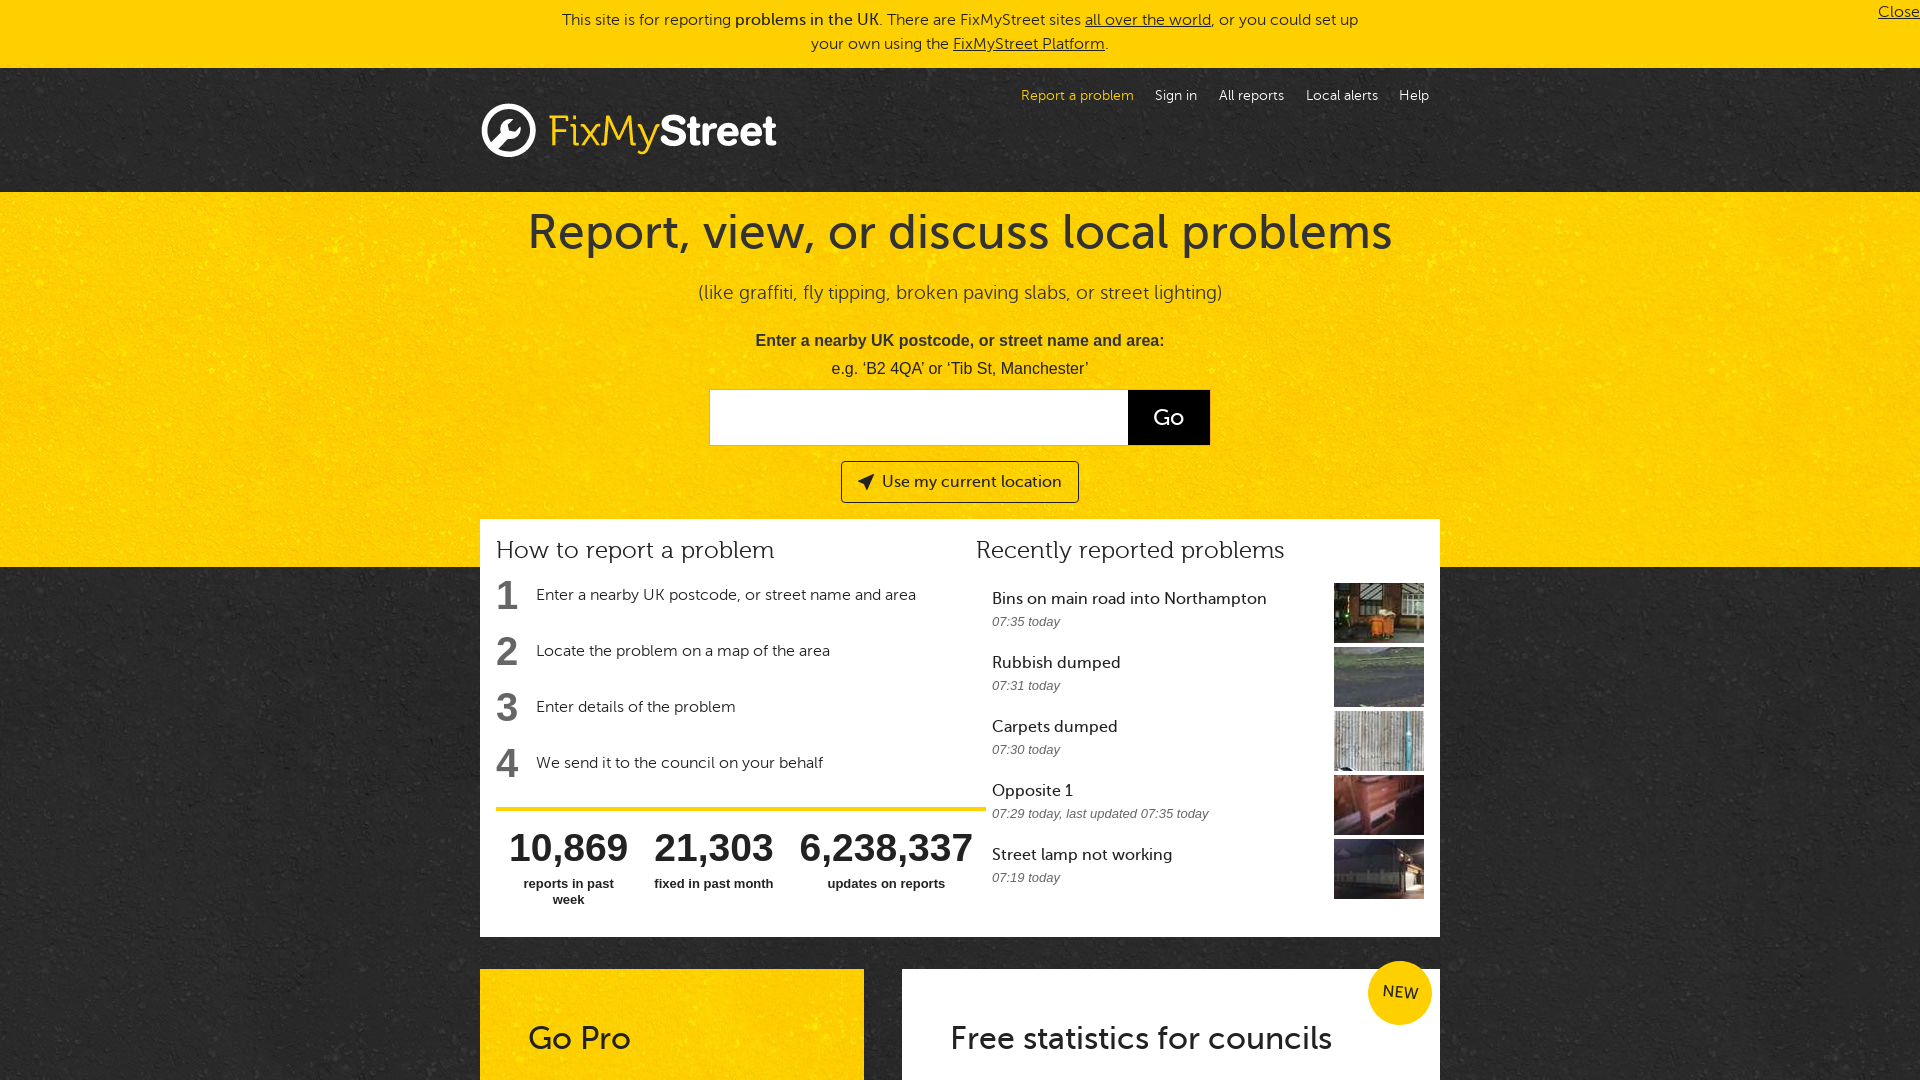 This site is for reporting problems in the UK. There are FixMyStreet sites all over the world, or you could set up
your own using the FixMyStreet Platform.
Close
FixMyStreet
Report a problem
Sign in
All reports
Local alerts
Help
Report, view, or discuss local problems
(like graffiti, fly tipping, broken paving slabs, or street lighting)
Enter a nearby UK postcode, or street name and area:
e.g. ‘B2 4QA’ or ‘Tib St, Manchester’
Go
Use my current location
How to report a problem
1 Enter a nearby UK postcode, or street name and area
2 Locate the problem on a map of the area
3 Enter details of the problem
4 We send it to the council on your behalf
10,869
reports in past
week
21,303
fixed in past month
6,238,337
updates on reports
Recently reported problems
Bins on main road into Northampton
07:35 today
Rubbish dumped
07:31 today
Carpets dumped
07:30 today
Opposite 1
07:29 today, last updated 07:35 today
Street lamp not working
07:19 today
Go Pro
NEW
Free statistics for councils